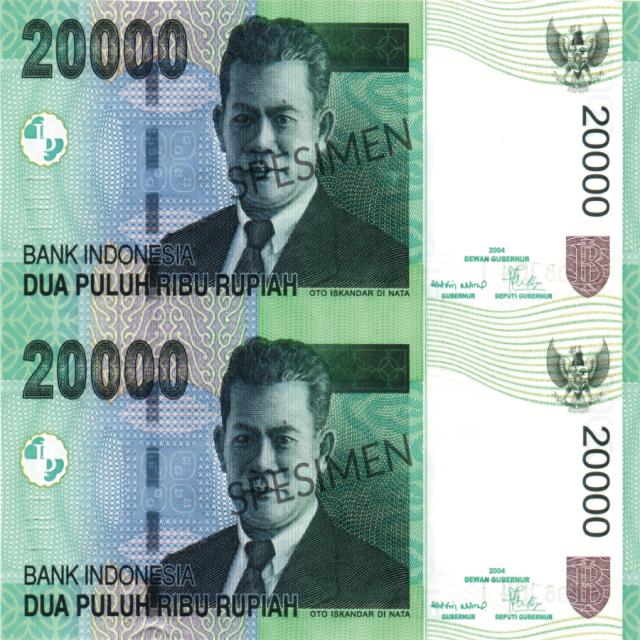 20000
20000
SPESIMEN
BANK INDONESIA
DUA PULUH RIBU RUPIAH
OTO ISKANDAR DI NATA
2004
DEWAN GUBERNUR
GUBERNUR
DEPUTI GUBERNUR
20000
20000
SPESIMEN
BANK INDONESIA
DUA PULUH RIBU RUPIAH
OTO ISKANDAR DI NATA
2004
DEWAN GUBERNUR
GUBERNUR
DEPUTI GUBERNUR